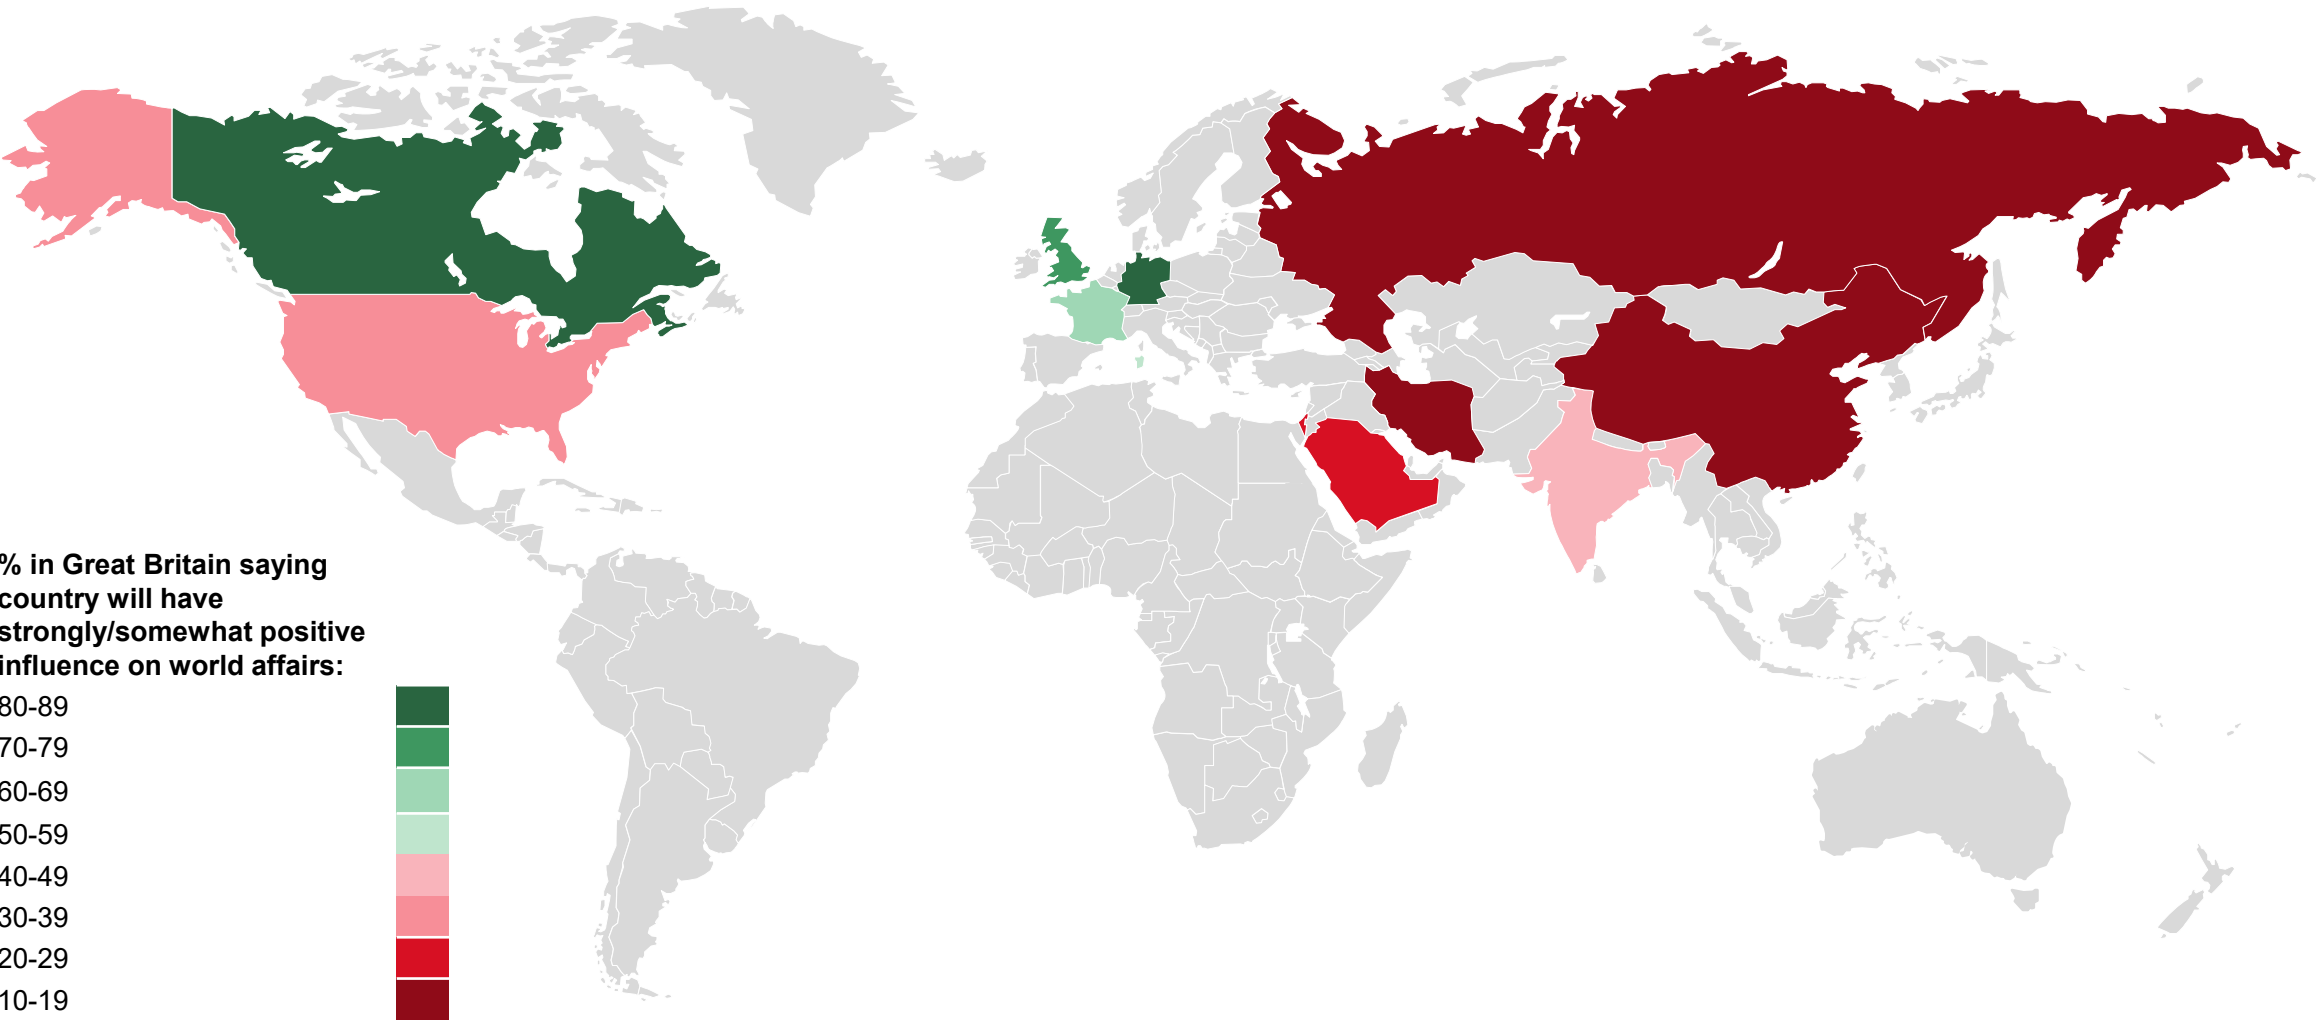 % in Great Britain saying
country will have
strongly/somewhat positive
influence on world affairs:
80-89
70-79
60-69
50-59
40-49
30-39
20-29
10-19